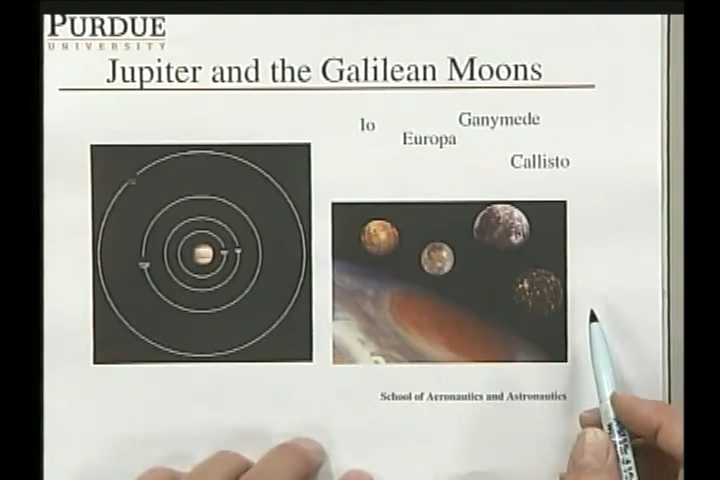 PURDUE
UNIVERSITY
Jupiter and the Galilean Moons
Io
Ganymede
Europa
Callisto
School of Aeronautics and Astronautics